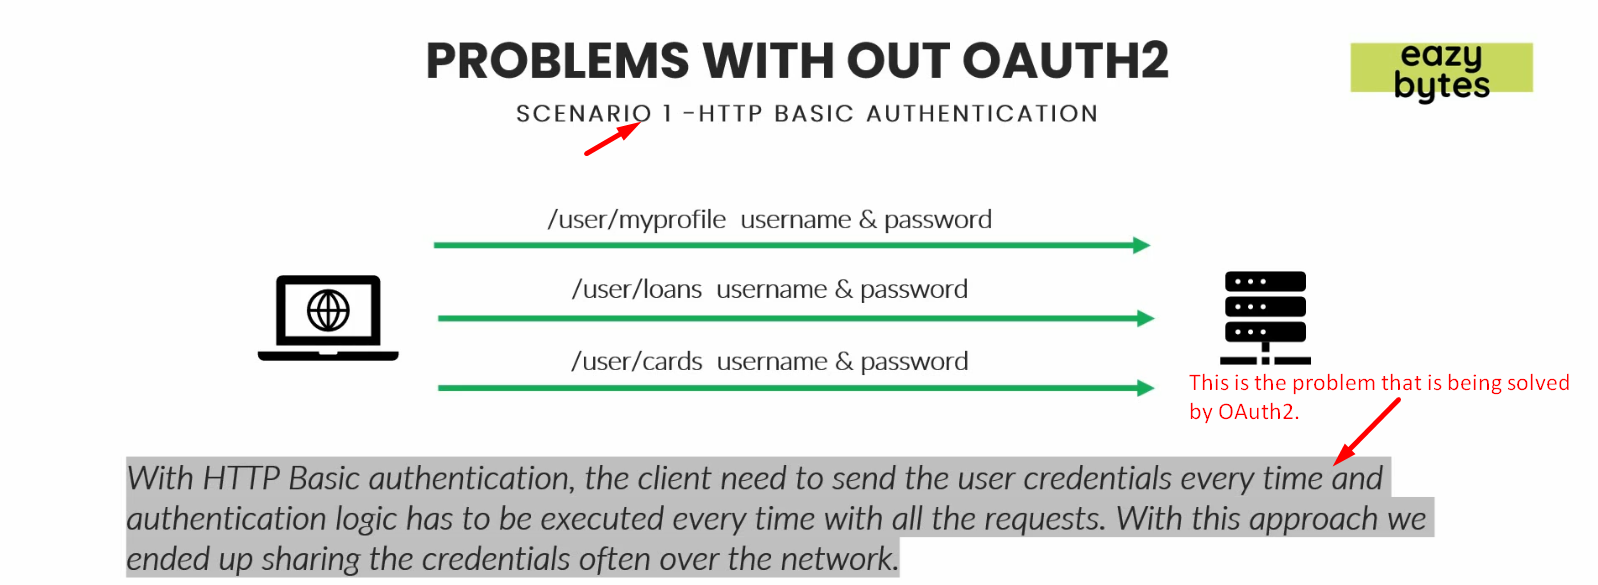 PROBLEMS WITH OUT OAUTH2
eazy
bytes
SCENARIO 1 -HTTP BASIC AUTHENTICATION
/user/myprofile username & password
/user/loans username & password
/user/cards username & password
This is the problem that is being solved
by OAuth2.
With HTTP Basic authentication, the client need to send the user credentials every time and
authentication logic has to be executed every time with all the requests. With this approach we
ended up sharing the credentials often over the network.